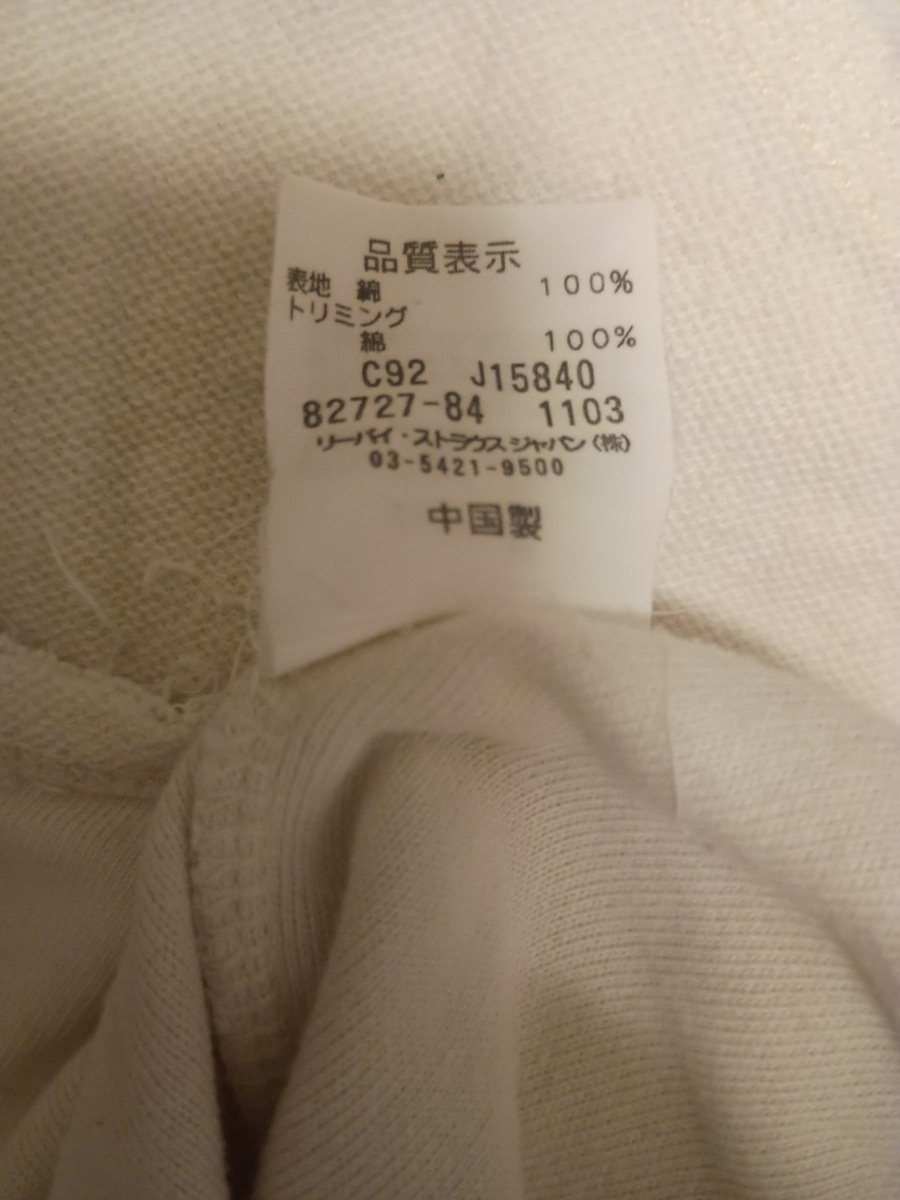 品質表示
表地 綿 100%
トリミング
綿 100%
C92 J15840
82727-84 1103
リーバイ・ストラウスジャパン(株)
03-5421-9500
中国製